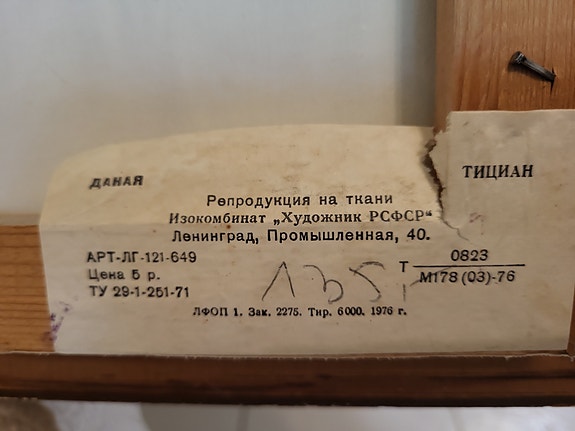 ДАНАЯ ТИЦИАН
Репродукция на ткани
Изокомбинат „Художник РСФСР“
Ленинград, Промышленная, 40.
АРТ-ЛГ-121-649
Цена 5 р.
ТУ 29-1-251-71
Т 0823
М178 (03)-76
ЛФОП 1. Зак. 2275. Тир. 6000. 1976 г.